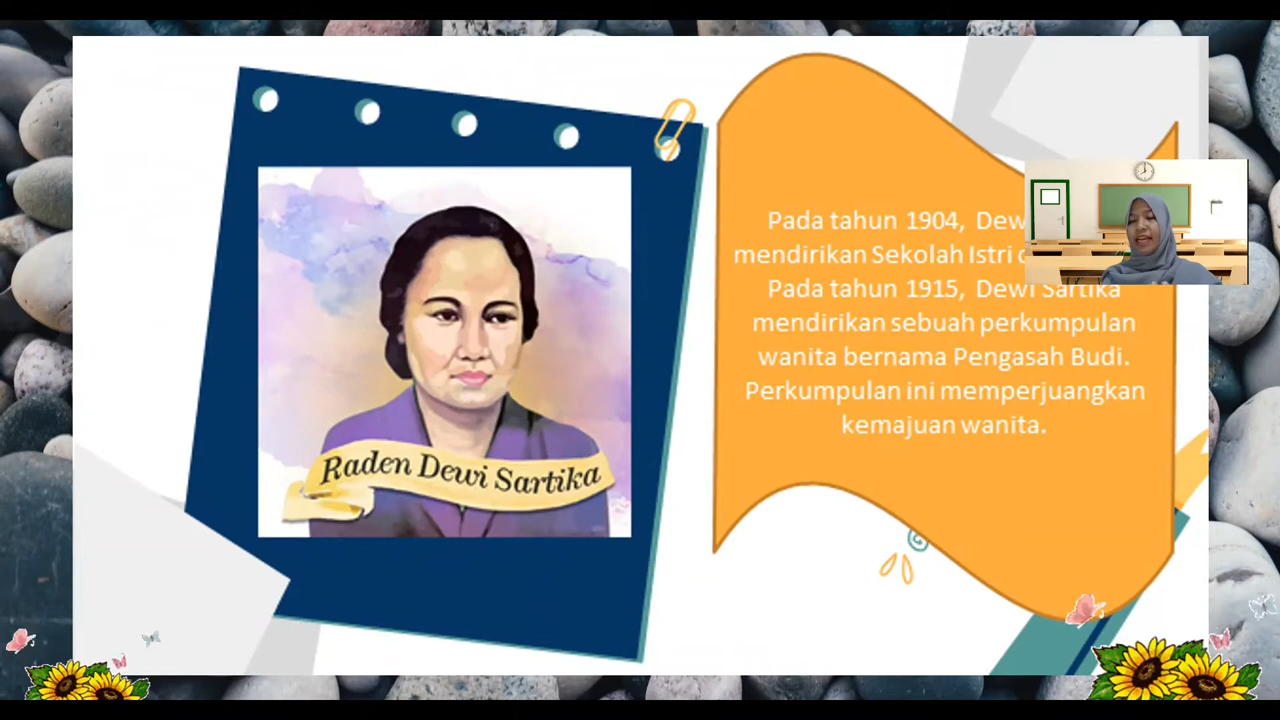 Raden Dewi Sartika
Pada tahun 1904, Dew
mendirikan Sekolah Istri
Pada tahun 1915, Dewi Sartika
mendirikan sebuah perkumpulan
wanita bernama Pengasah Budi.
Perkumpulan ini memperjuangkan
kemajuan wanita.